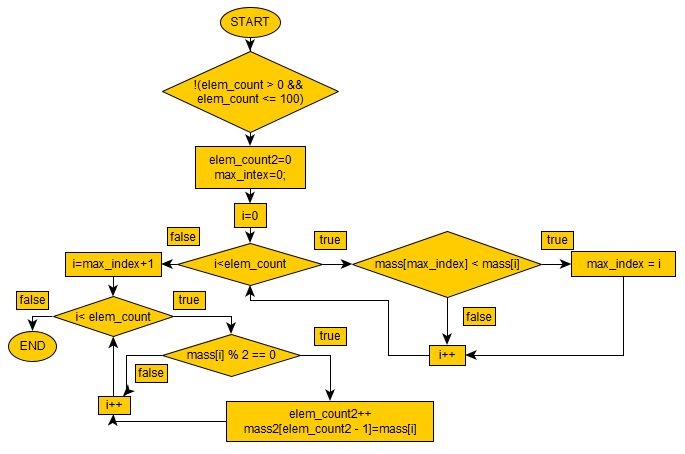 START
!(elem_count > 0 &&
elem_count <= 100)
elem_count2=0
max_intex=0;
i=0
false
true
true
i=max_index+1
i<elem_count
mass[max_index] < mass[i]
max_index = i
false
true
false
i< elem_count
true
END
mass[i] % 2 == 0
i++
false
i++
elem_count2++
mass2[elem_count2 - 1]=mass[i]